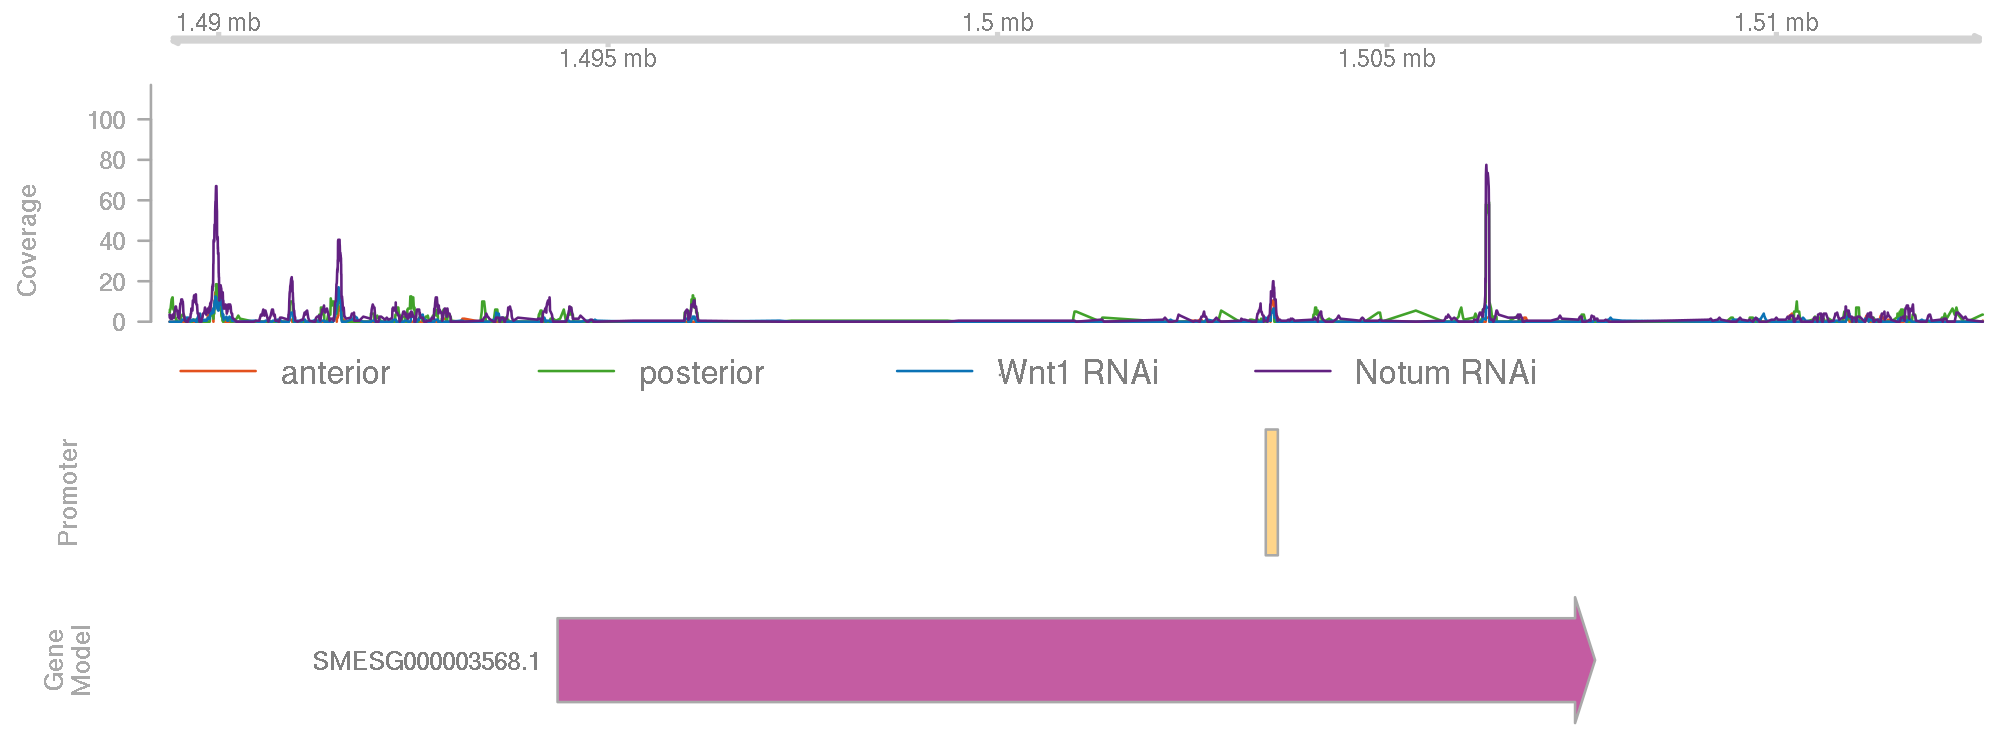 1.49 mb 1.5 mb 1.51 mb
1.495 mb 1.505 mb
Coverage
100
80
60
40
20
0
anterior posterior Wnt1 RNAi Notum RNAi
Promoter
Gene
Model
SMESG000003568.1